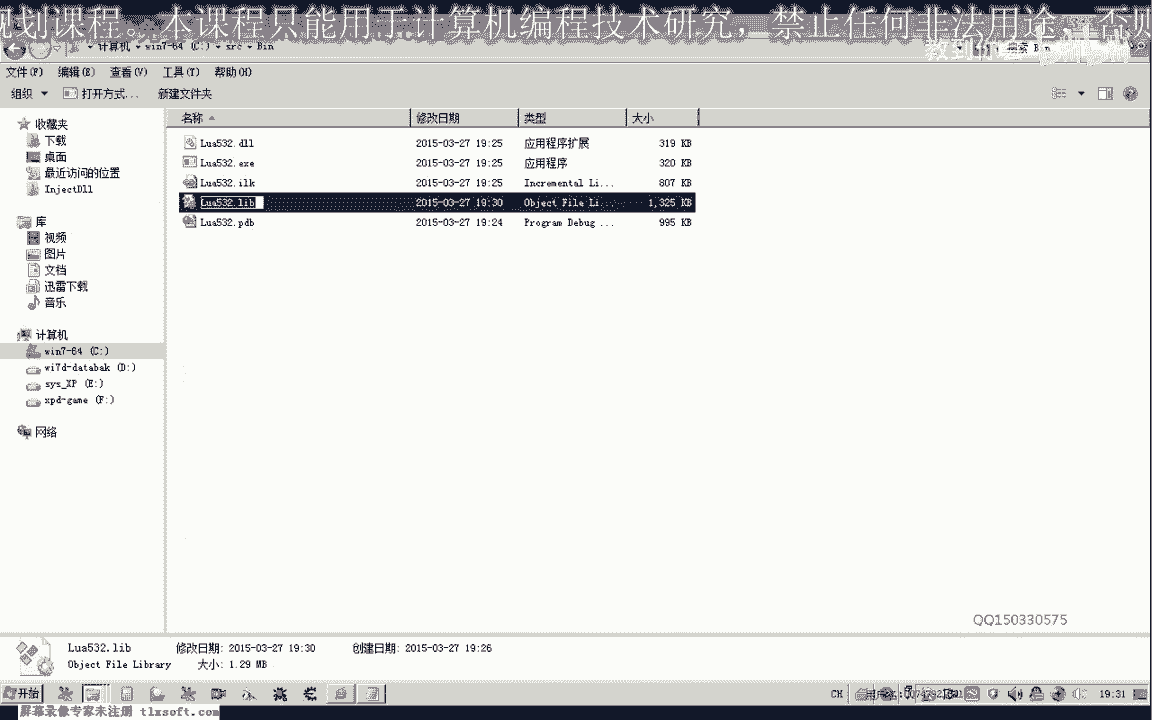 规划课程。本课程只能用于计算机编程技术研究，禁止任何非法用途，否则
计算机 win7-64 (C:) src Bin
文件(F) 编辑(E) 查看(V) 工具(T) 帮助(H)
组织 打开方式... 新建文件夹
收藏夹
下载
桌面
最近访问的位置
InjectDll
库
视频
图片
文档
迅雷下载
音乐
计算机
win7-64 (C:)
wi7d-databak (D:)
sys_XP (E:)
xpd-game (F:)
网络
名称 修改日期 类型 大小
Lua532.dll 2015-03-27 19:25 应用程序扩展 319 KB
Lua532.exe 2015-03-27 19:25 应用程序 320 KB
Lua532.ilk 2015-03-27 19:25 Incremental Li... 807 KB
Lua532.lib 2015-03-27 19:30 Object File Li... 1,325 KB
Lua532.pdb 2015-03-27 19:24 Program Debug ... 995 KB
QQ150330575
Lua532.lib 修改日期: 2015-03-27 19:30 创建日期: 2015-03-27 19:26
Object File Library 大小: 1.29 MB
开始 CH 19:31
屏幕录像专家未注册 tlxsoft.com